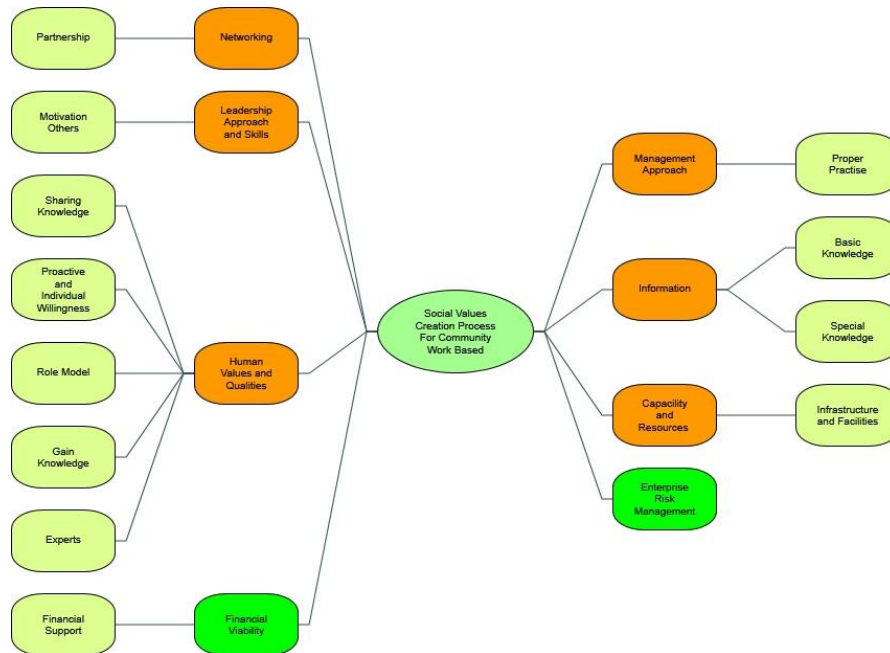 Partnership
Networking
Motivation
Others
Leadership
Approach
and Skills
Sharing
Knowledge
Proactive
and
Individual
Willingness
Role Model
Human
Values and
Qualities
Gain
Knowledge
Experts
Financial
Support
Financial
Viability
Social Values
Creation Process
For Community
Work Based
Management
Approach
Proper
Practise
Information
Basic
Knowledge
Special
Knowledge
Capacility
and
Resources
Infrastructure
and Facilities
Enterprise
Risk
Management